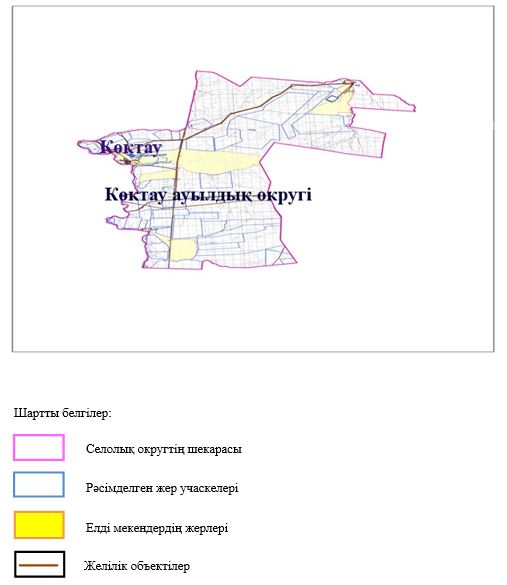 Көктау
Көктау ауылдық округі
Шартты белгілер:
Селолық округтің шекарасы
Рәсімделген жер учаскелері
Елді мекендердің жерлері
Желілік объектілер